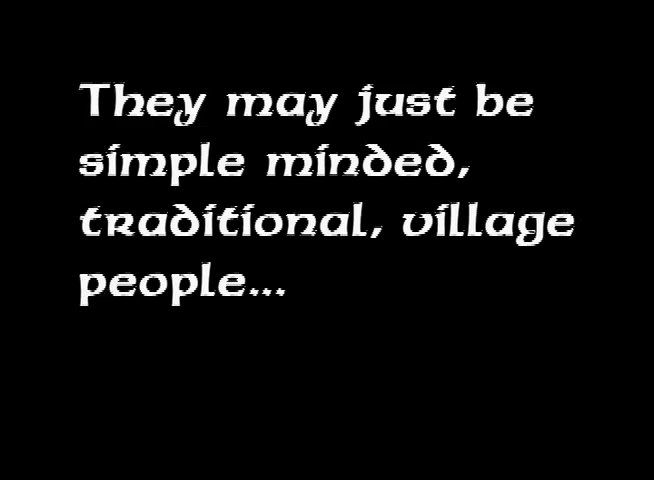 They may just be
simple minded,
traditional, village
people...